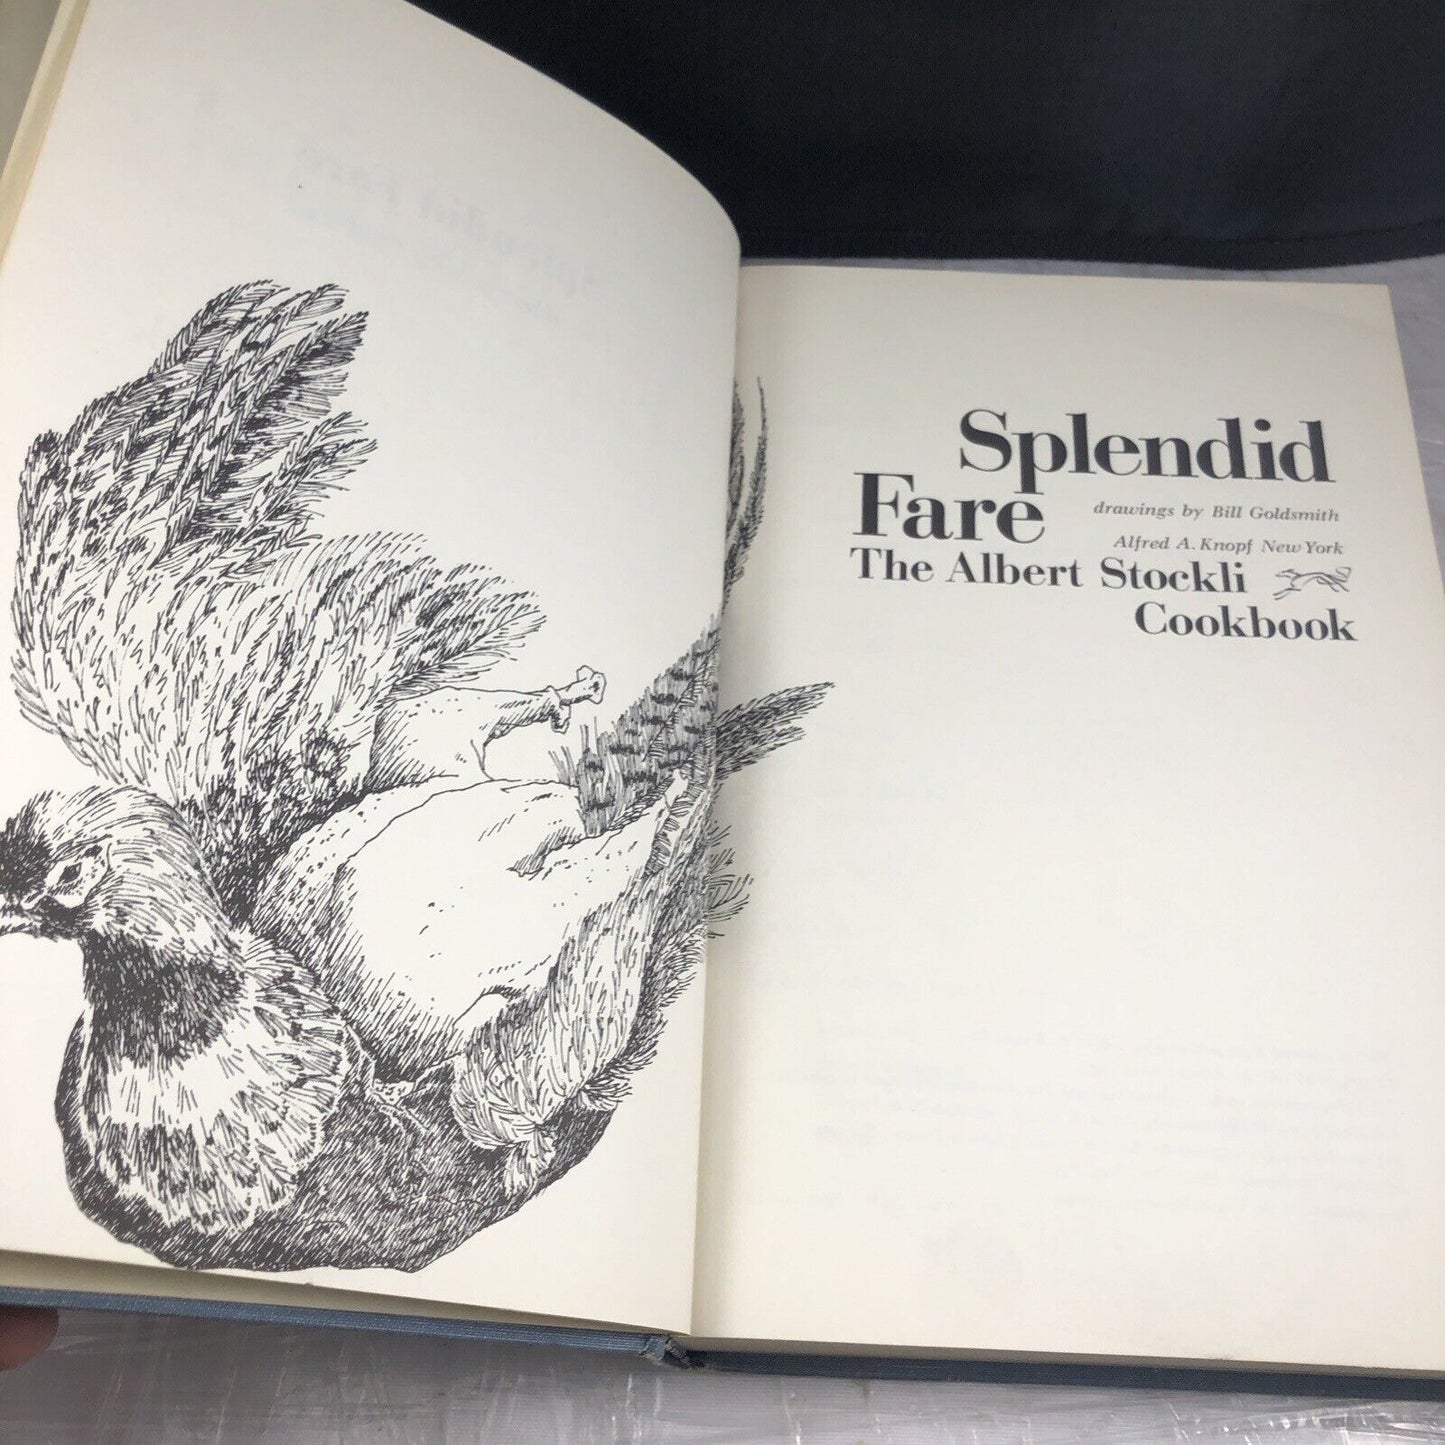 Splendid
Fare
drawings by Bill Goldsmith
Alfred A. Knopf New York
The Albert Stockli
Cookbook